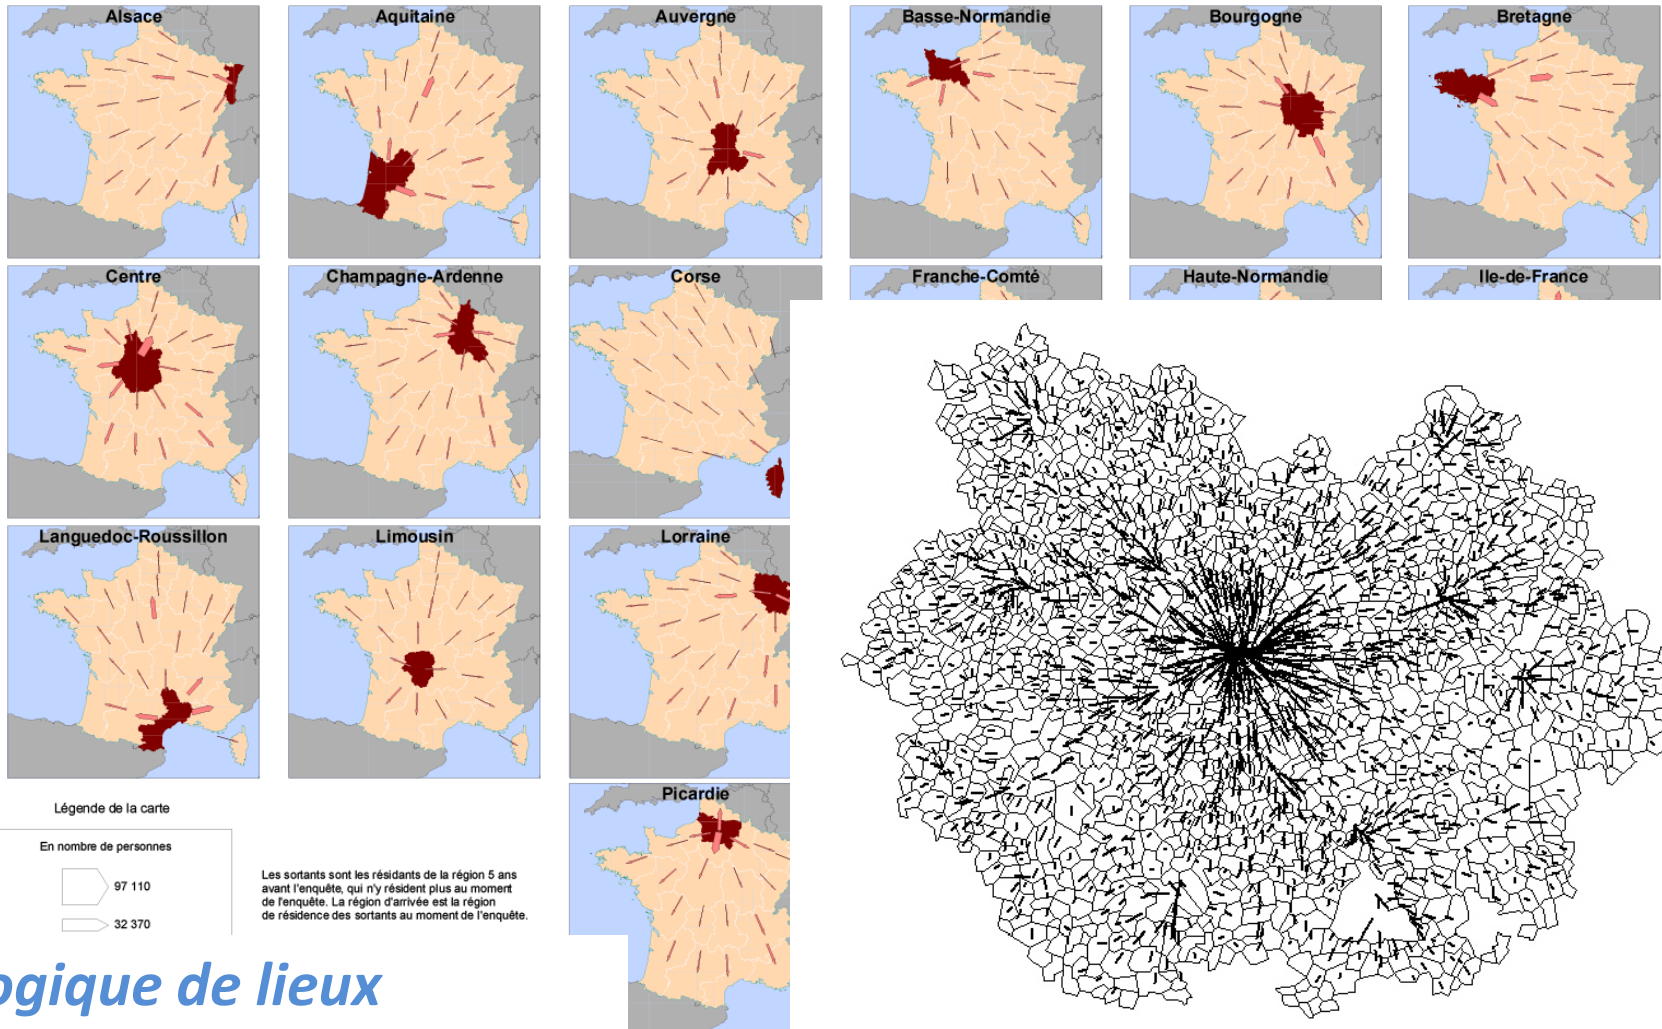 Alsace
Aquitaine
Auvergne
Basse-Normandie
Bourgogne
Bretagne
Centre
Champagne-Ardenne
Corse
Franche-Comté
Haute-Normandie
Ile-de-France
Languedoc-Roussillon
Limousin
Lorraine
Picardie
Légende de la carte
En nombre de personnes
97 110
32 370
Les sortants sont les résidants de la région 5 ans
avant l'enquête, qui n'y résident plus au moment
de l'enquête. La région d'arrivée est la région
de résidence des sortants au moment de l'enquête.
ogique de lieux